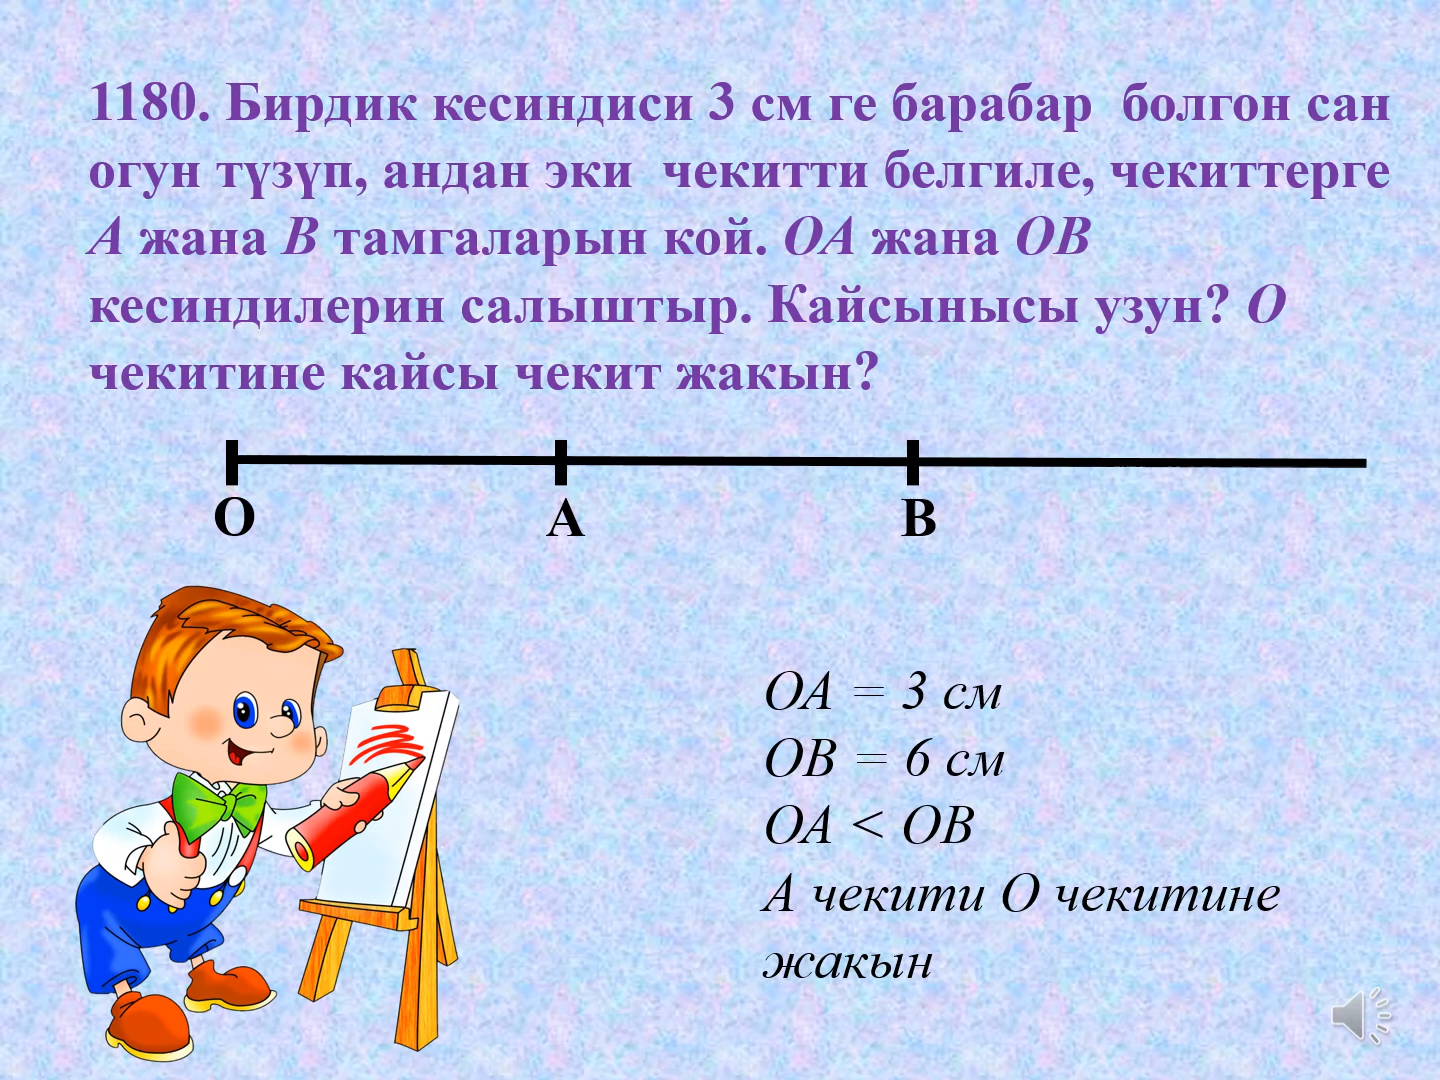 1180. Бирдик кесиндиси 3 см ге барабар болгон сан
огун түзүп, андан эки чекитти белгиле, чекиттерге
А жана В тамгаларын кой. ОА жана ОВ
кесиндилерин салыштыр. Кайсынысы узун? О
чекитине кайсы чекит жакын?
О А В
ОА = 3 см
ОВ = 6 см
ОА < ОВ
А чекити О чекитине
жакын